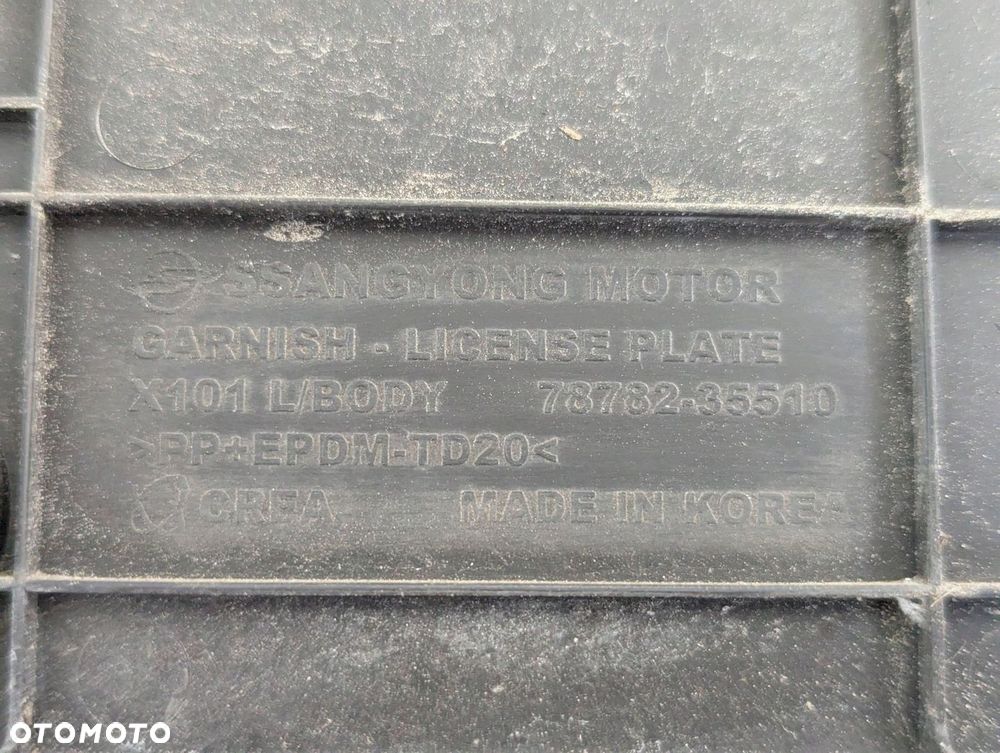 SSANGYONG MOTOR
GARNISH - LICENSE PLATE
X101 L/BODY 78782-35510
>PP+EPDM-TD20<
CREA MADE IN KOREA
OTOMOTO